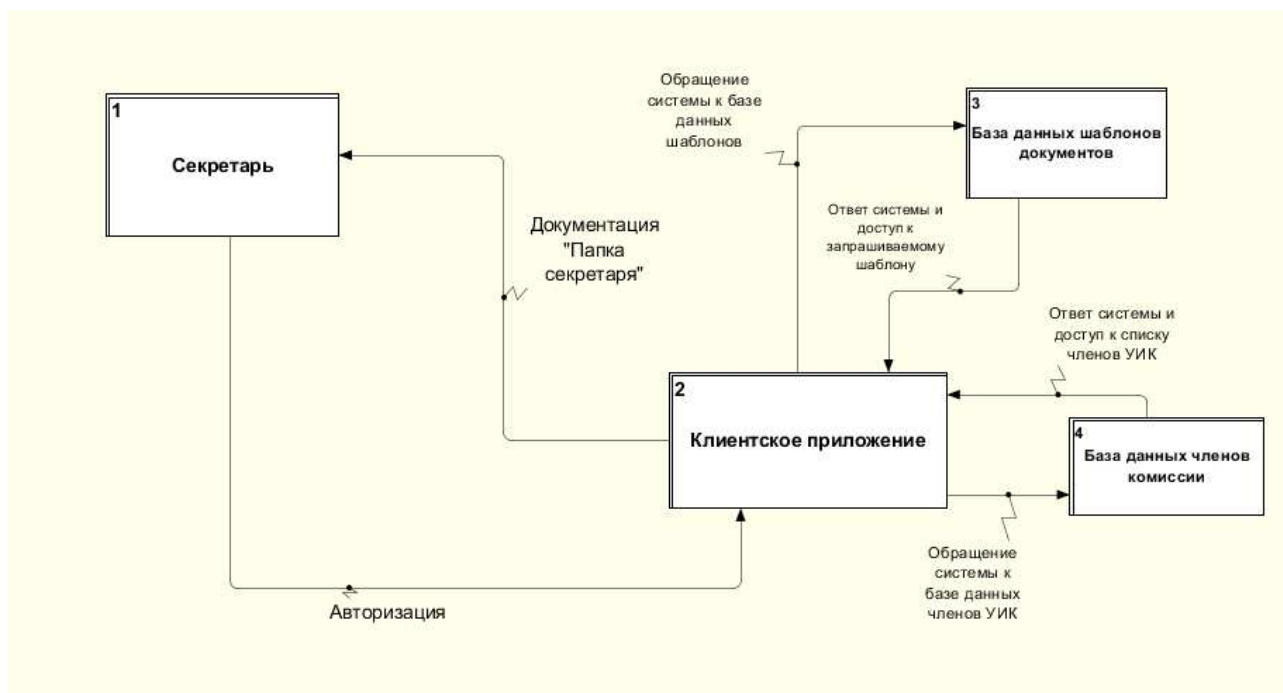 1
Секретарь
Документация
"Папка
секретаря"
Обращение
системы к базе
данных
шаблонов
3
База данных шаблонов
документов
Ответ системы и
доступ к
запрашиваемому
шаблону
Ответ системы и
доступ к списку
членов УИК
2
Клиентское приложение
4
База данных членов
комиссии
Обращение
системы к
базе данных
членов УИК
Авторизация